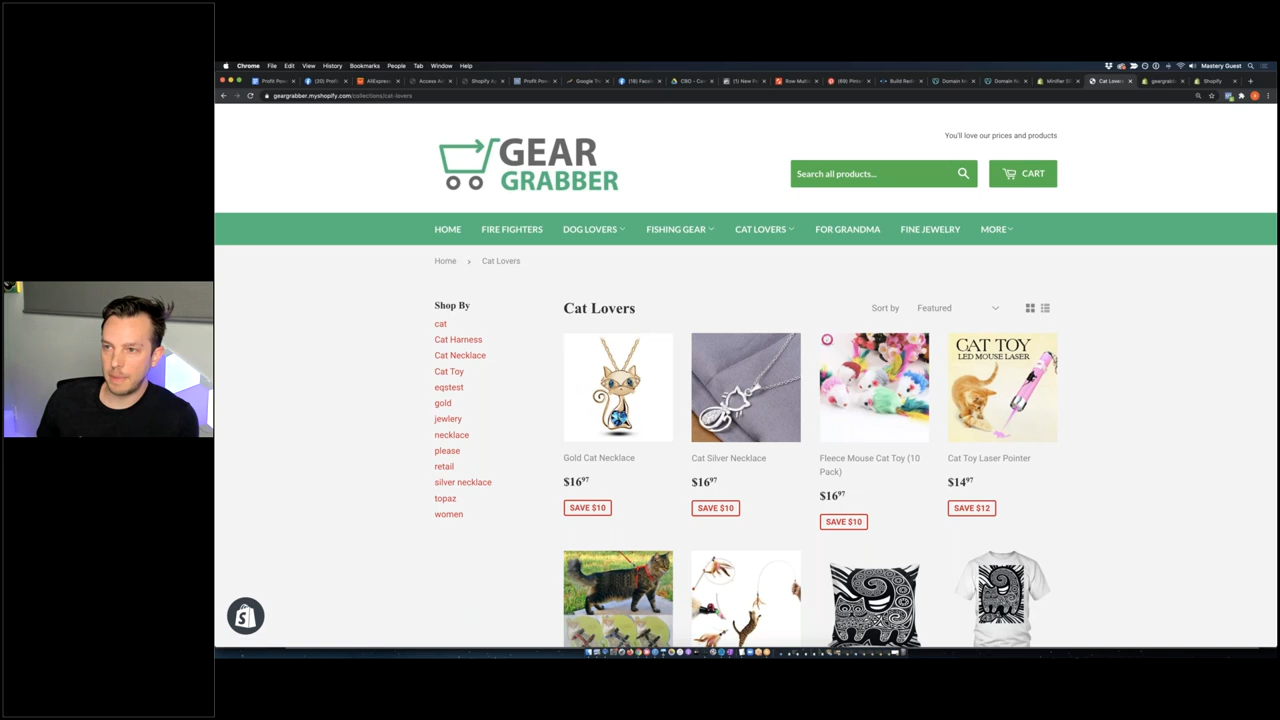 Chrome File Edit View History Bookmarks People Tab Window Help
Mastery Guest
geargrabber.myshopify.com/collections/cat-lovers
You'll love our prices and products
GEAR
GRABBER
Search all products...
CART
HOME FIRE FIGHTERS DOG LOVERS FISHING GEAR CAT LOVERS FOR GRANDMA FINE JEWELRY MORE
Home › Cat Lovers
Shop By
cat
Cat Harness
Cat Necklace
Cat Toy
eqstest
gold
jewlery
necklace
please
retail
silver necklace
topaz
women
Cat Lovers
Sort by Featured
CAT TOY
LED MOUSE LASER
Gold Cat Necklace
$16.97
SAVE $10
Cat Silver Necklace
$16.97
SAVE $10
Fleece Mouse Cat Toy (10
Pack)
$16.97
SAVE $10
Cat Toy Laser Pointer
$14.97
SAVE $12